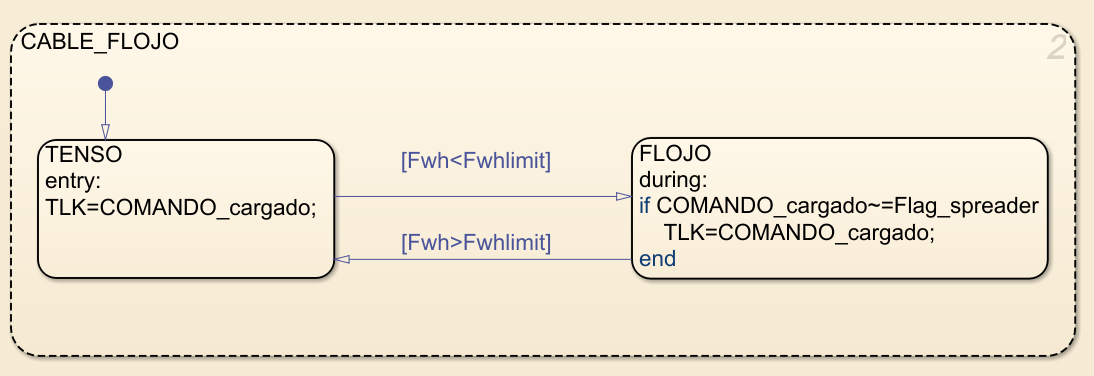 CABLE_FLOJO
2
TENSO
entry:
TLK=COMANDO_cargado;
[Fwh<Fwhlimit]
[Fwh>Fwhlimit]
FLOJO
during:
if COMANDO_cargado~=Flag_spreader
TLK=COMANDO_cargado;
end